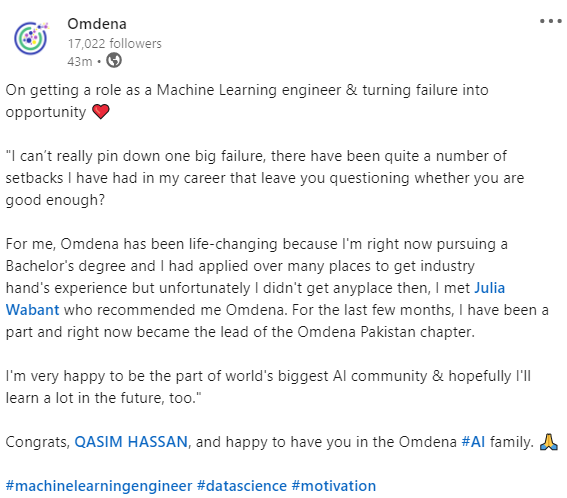 Omdena
17,022 followers
43m •
On getting a role as a Machine Learning engineer & turning failure into
opportunity ❤️
"I can't really pin down one big failure, there have been quite a number of
setbacks I have had in my career that leave you questioning whether you are
good enough?
For me, Omdena has been life-changing because I'm right now pursuing a
Bachelor's degree and I had applied over many places to get industry
hand's experience but unfortunately I didn't get anyplace then, I met Julia
Wabant who recommended me Omdena. For the last few months, I have been a
part and right now became the lead of the Omdena Pakistan chapter.
I'm very happy to be the part of world's biggest AI community & hopefully I'll
learn a lot in the future, too."
Congrats, QASIM HASSAN, and happy to have you in the Omdena #AI family. 🙏
#machinelearningengineer #datascience #motivation